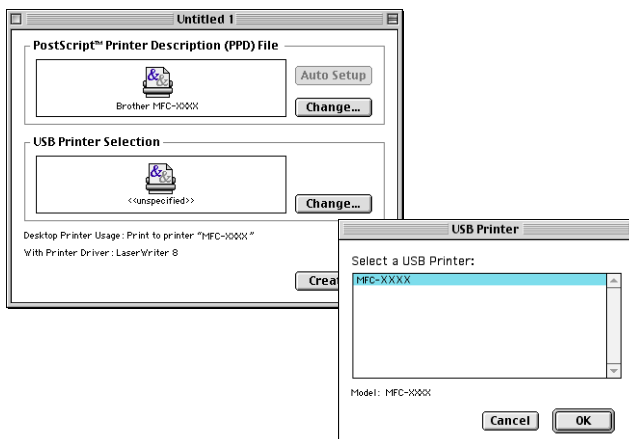 Untitled 1
PostScript™ Printer Description (PPD) File
Brother MFC-XXXX
Auto Setup
Change...
USB Printer Selection
<<unspecified>>
Change...
Desktop Printer Usage: Print to printer "MFC-XXXX"
With Printer Driver: LaserWriter 8
USB Printer
Select a USB Printer:
MFC-XXXX
Model: MFC-XXXX
Cancel
OK